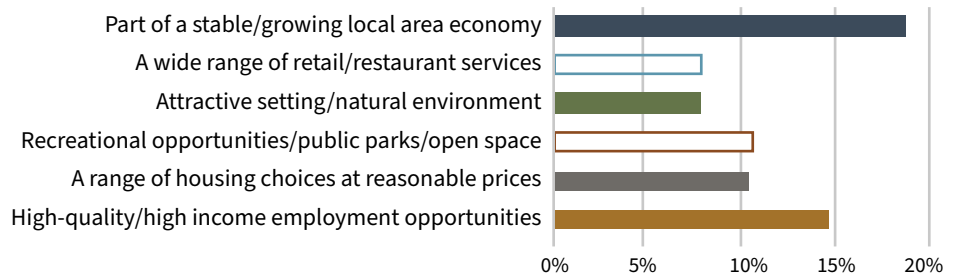 Part of a stable/growing local area economy
A wide range of retail/restaurant services
Attractive setting/natural environment
Recreational opportunities/public parks/open space
A range of housing choices at reasonable prices
High-quality/high income employment opportunities
0% 5% 10% 15% 20%